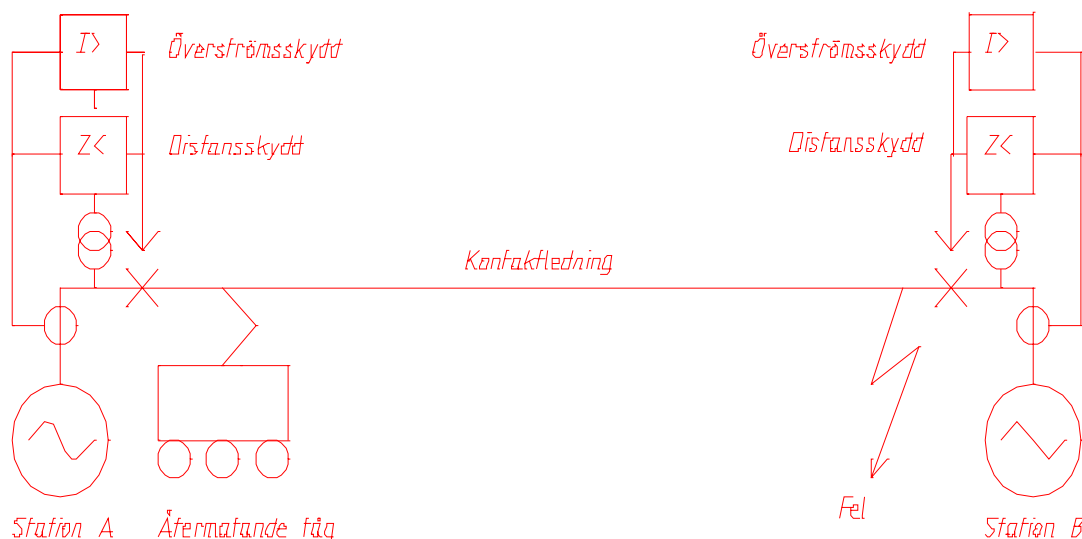 I>
Överströmsskydd
Överströmsskydd
I>
Z<
Distansskydd
Distansskydd
Z<
Kontaktledning
Fel
Station A
Återmatande tåg
Station B